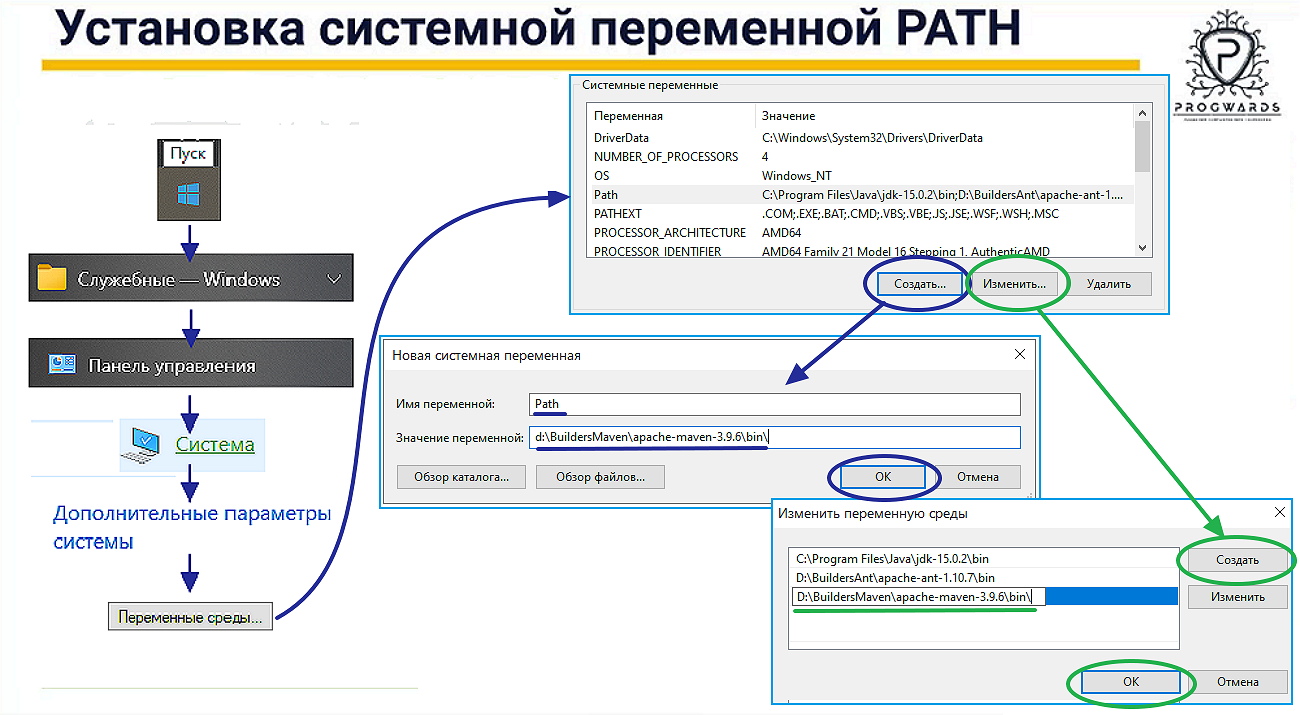 Установка системной переменной PATH
PROGWARDS
Пуск
Служебные — Windows
Панель управления
Система
Дополнительные параметры
системы
Переменные среды...
Системные переменные
Переменная Значение
DriverData C:\Windows\System32\Drivers\DriverData
NUMBER_OF_PROCESSORS 4
OS Windows_NT
Path C:\Program Files\Java\jdk-15.0.2\bin;D:\BuildersAnt\apache-ant-1....
PATHEXT .COM;.EXE;.BAT;.CMD;.VBS;.VBE;.JS;.JSE;.WSF;.WSH;.MSC
PROCESSOR_ARCHITECTURE AMD64
PROCESSOR_IDENTIFIER AMD64 Family 21 Model 16 Stepping 1, AuthenticAMD
Создать... Изменить... Удалить
Новая системная переменная
Имя переменной: Path
Значение переменной: d:\BuildersMaven\apache-maven-3.9.6\bin\
Обзор каталога... Обзор файлов... ОК Отмена
Изменить переменную среды
C:\Program Files\Java\jdk-15.0.2\bin
D:\BuildersAnt\apache-ant-1.10.7\bin
D:\BuildersMaven\apache-maven-3.9.6\bin\
Создать
Изменить
ОК Отмена